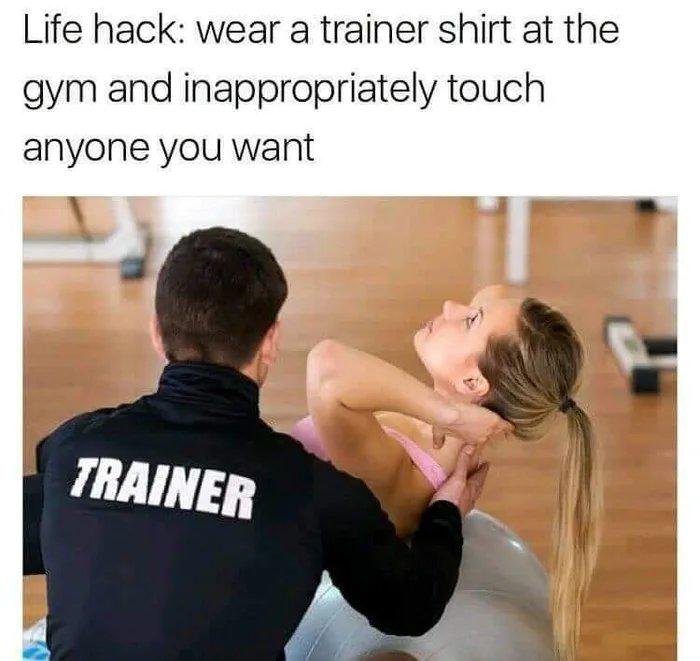 Life hack: wear a trainer shirt at the
gym and inappropriately touch
anyone you want
TRAINER